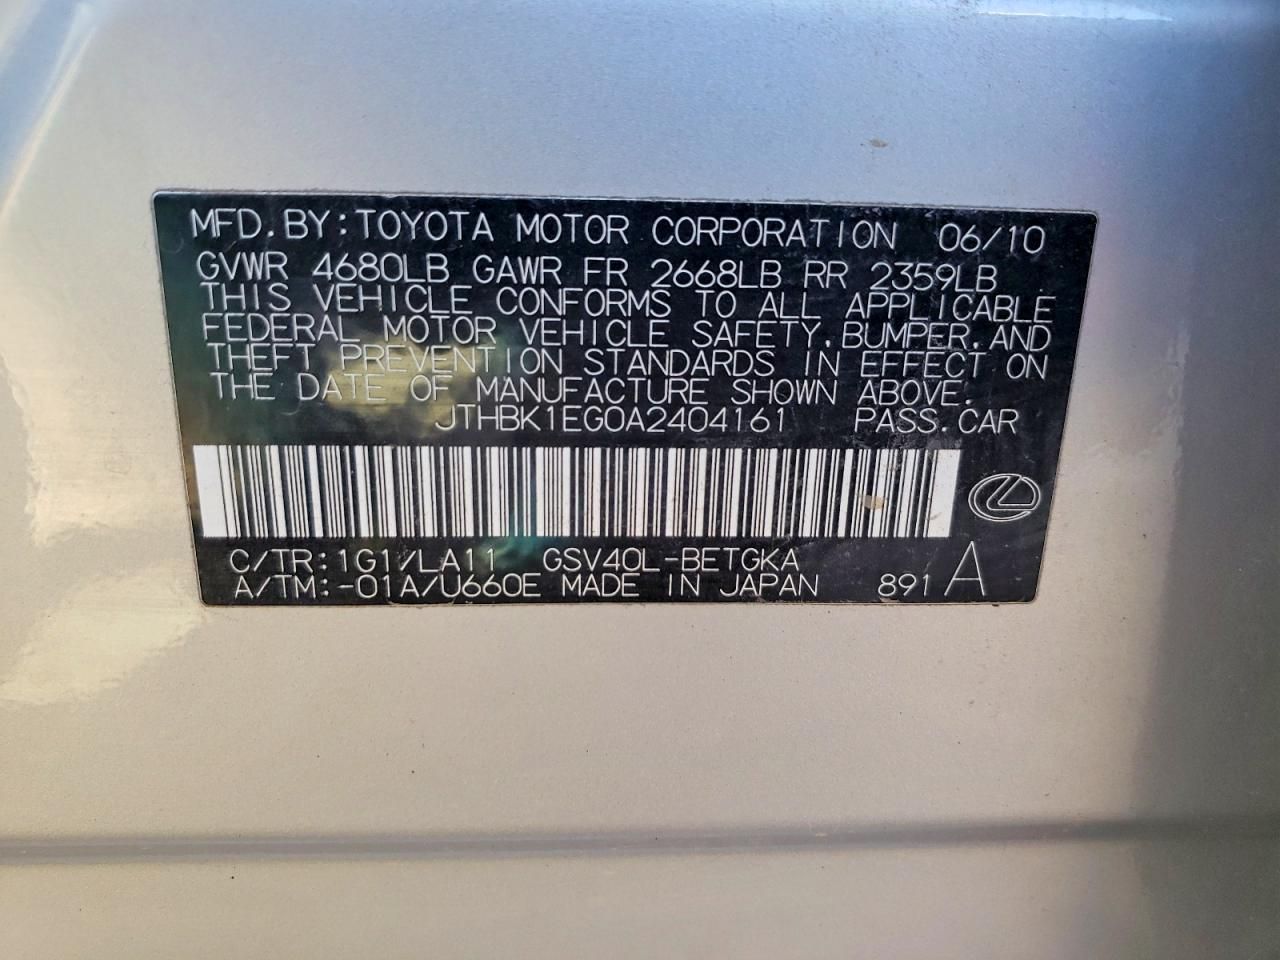 MFD. BY: TOYOTA MOTOR CORPORATION 06/10
GVWR 4680LB GAWR FR 2668LB RR 2359LB
THIS VEHICLE CONFORMS TO ALL APPLICABLE
FEDERAL MOTOR VEHICLE SAFETY, BUMPER, AND
THEFT PREVENTION STANDARDS IN EFFECT ON
THE DATE OF MANUFACTURE SHOWN ABOVE.
JTHBK1EG0A2404161 PASS. CAR
C/TR: 1G1/LA11 GSV40L-BETGKA
A/TM: -01A/U660E MADE IN JAPAN 891 A